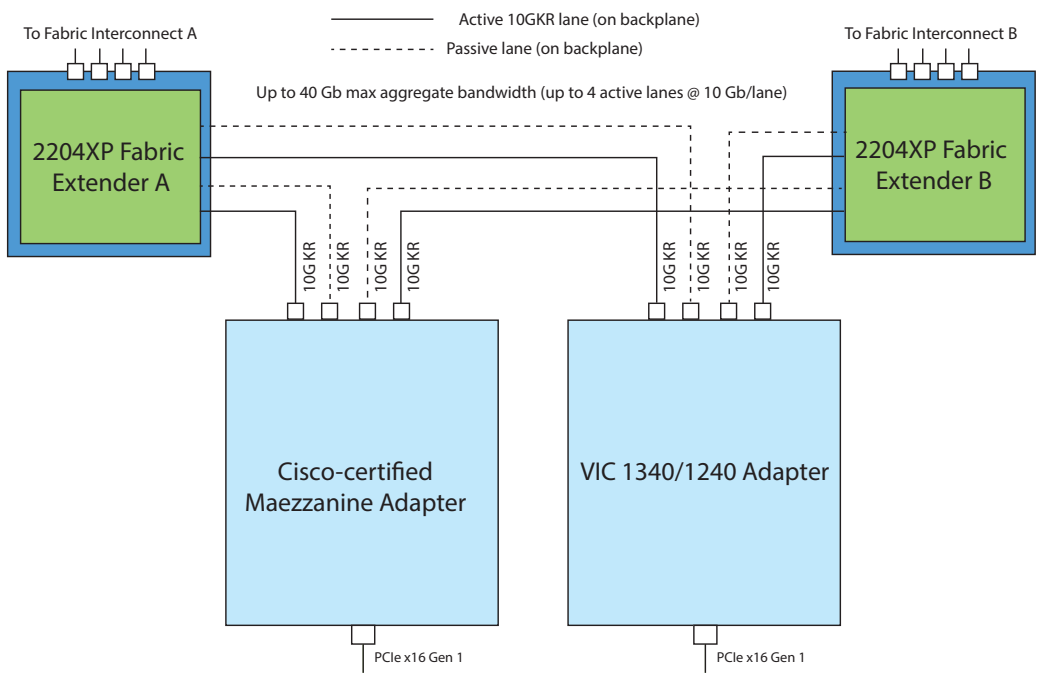 Active 10GKR lane (on backplane)
To Fabric Interconnect A
Passive lane (on backplane)
To Fabric Interconnect B
Up to 40 Gb max aggregate bandwidth (up to 4 active lanes @ 10 Gb/lane)
2204XP Fabric
Extender A
2204XP Fabric
Extender B
10G KR
10G KR
10G KR
10G KR
10G KR
10G KR
10G KR
10G KR
Cisco-certified
Maezzanine Adapter
VIC 1340/1240 Adapter
PCIe x16 Gen 1
PCIe x16 Gen 1